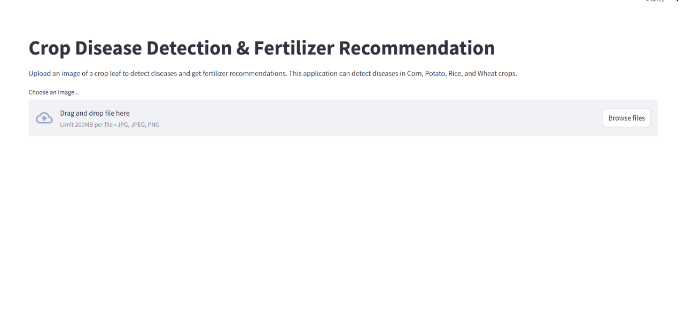 Crop Disease Detection & Fertilizer Recommendation
Upload an image of a crop leaf to detect diseases and get fertilizer recommendations. This application can detect diseases in Corn, Potato, Rice, and Wheat crops.
Choose an image...
Drag and drop file here
Limit 200MB per file • JPG, JPEG, PNG
Browse files